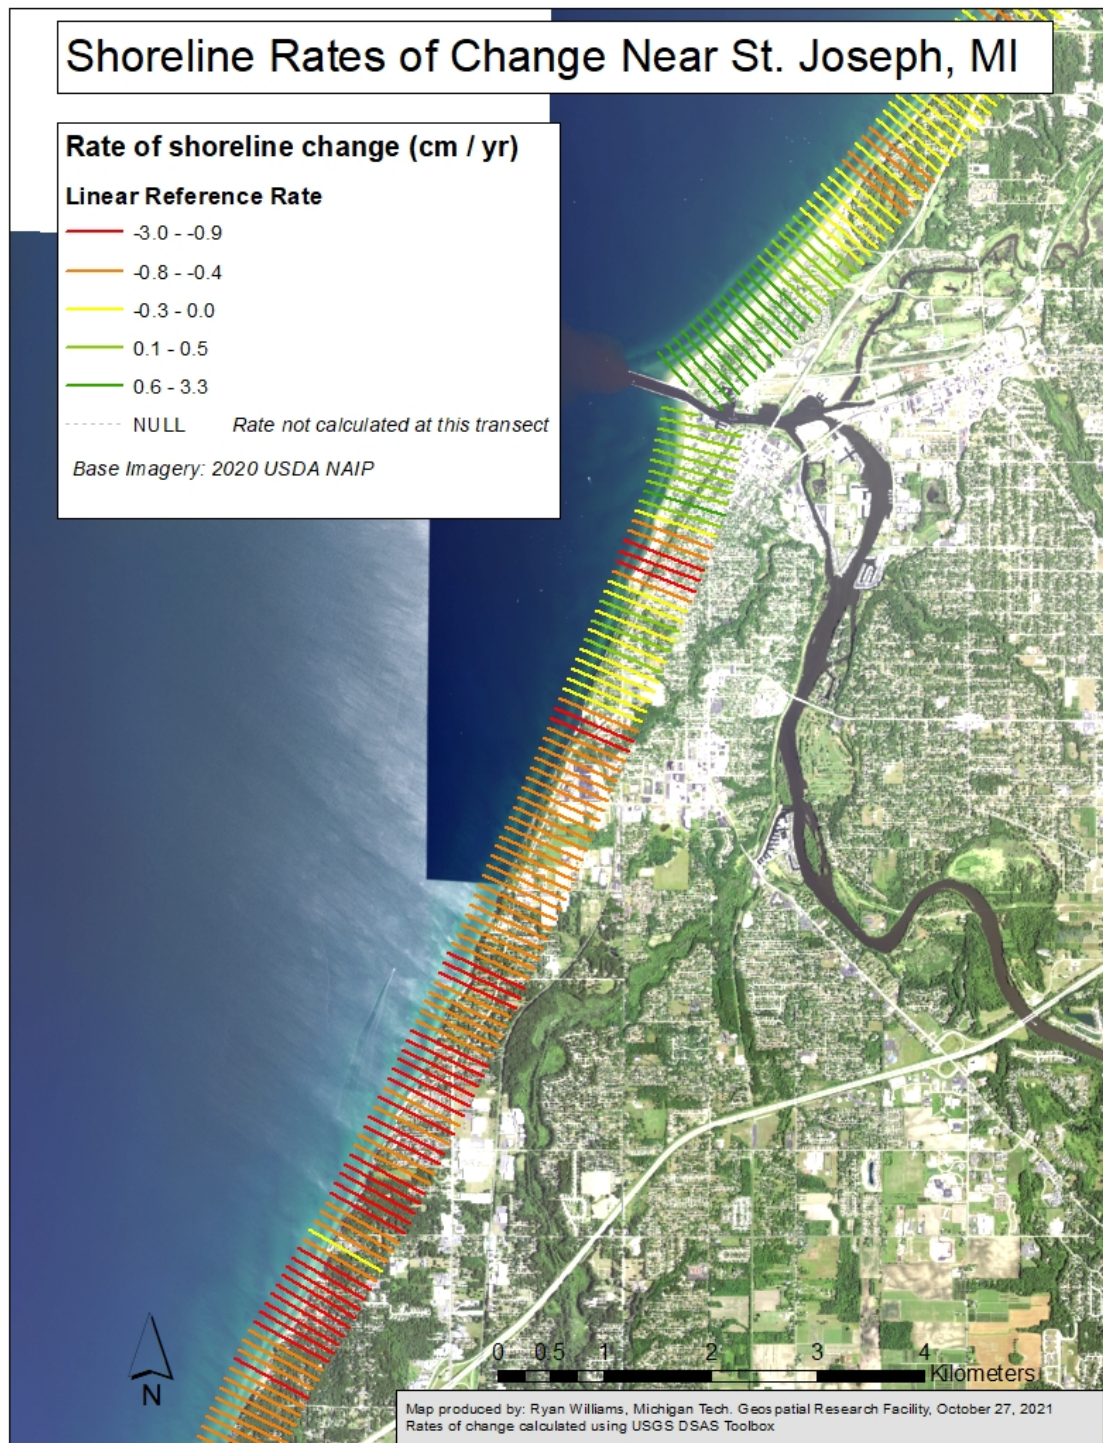 Shoreline Rates of Change Near St. Joseph, MI
Rate of shoreline change (cm / yr)
Linear Reference Rate
-3.0 - -0.9
-0.8 - -0.4
-0.3 - 0.0
0.1 - 0.5
0.6 - 3.3
NULL Rate not calculated at this transect
Base Imagery: 2020 USDA NAIP
N
0 0.5 1 2 3 4
Kilometers
Map produced by: Ryan Williams, Michigan Tech. Geospatial Research Facility, October 27, 2021
Rates of change calculated using USGS DSAS Toolbox